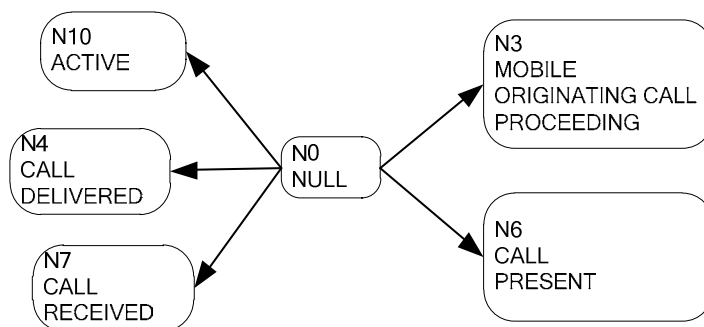 N10
ACTIVE
N4
CALL
DELIVERED
N7
CALL
RECEIVED
N0
NULL
N3
MOBILE
ORIGINATING CALL
PROCEEDING
N6
CALL
PRESENT